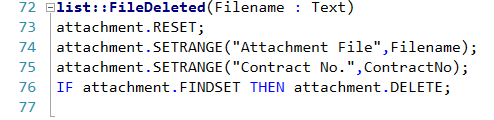 72 list::FileDeleted(Filename : Text)
73 attachment.RESET;
74 attachment.SETRANGE("Attachment File",Filename);
75 attachment.SETRANGE("Contract No.",ContractNo);
76 IF attachment.FINDSET THEN attachment.DELETE;
77